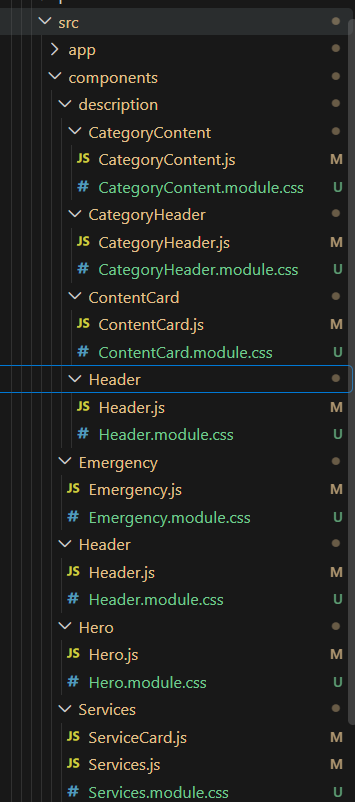 src
app
components
description
CategoryContent
JS CategoryContent.js M
# CategoryContent.module.css U
CategoryHeader
JS CategoryHeader.js M
# CategoryHeader.module.css U
ContentCard
JS ContentCard.js M
# ContentCard.module.css U
Header
JS Header.js M
# Header.module.css U
Emergency
JS Emergency.js M
# Emergency.module.css U
Header
JS Header.js M
# Header.module.css U
Hero
JS Hero.js M
# Hero.module.css U
Services
JS ServiceCard.js M
JS Services.js M
# Services.module.css U